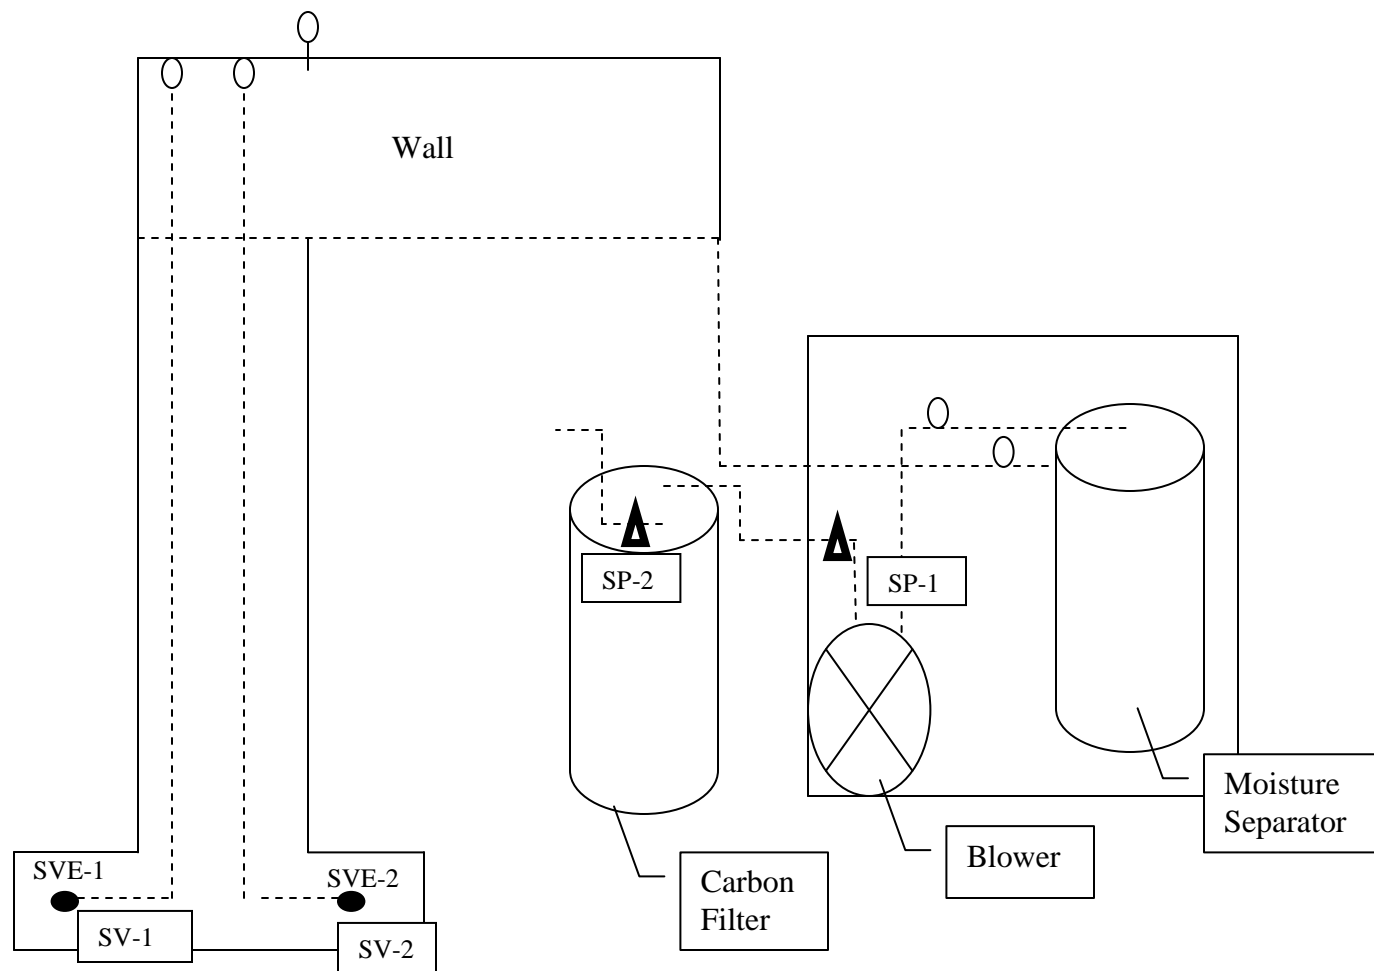 Wall
SP-2
SP-1
Moisture
Separator
Blower
SVE-1
SVE-2
Carbon
Filter
SV-1
SV-2